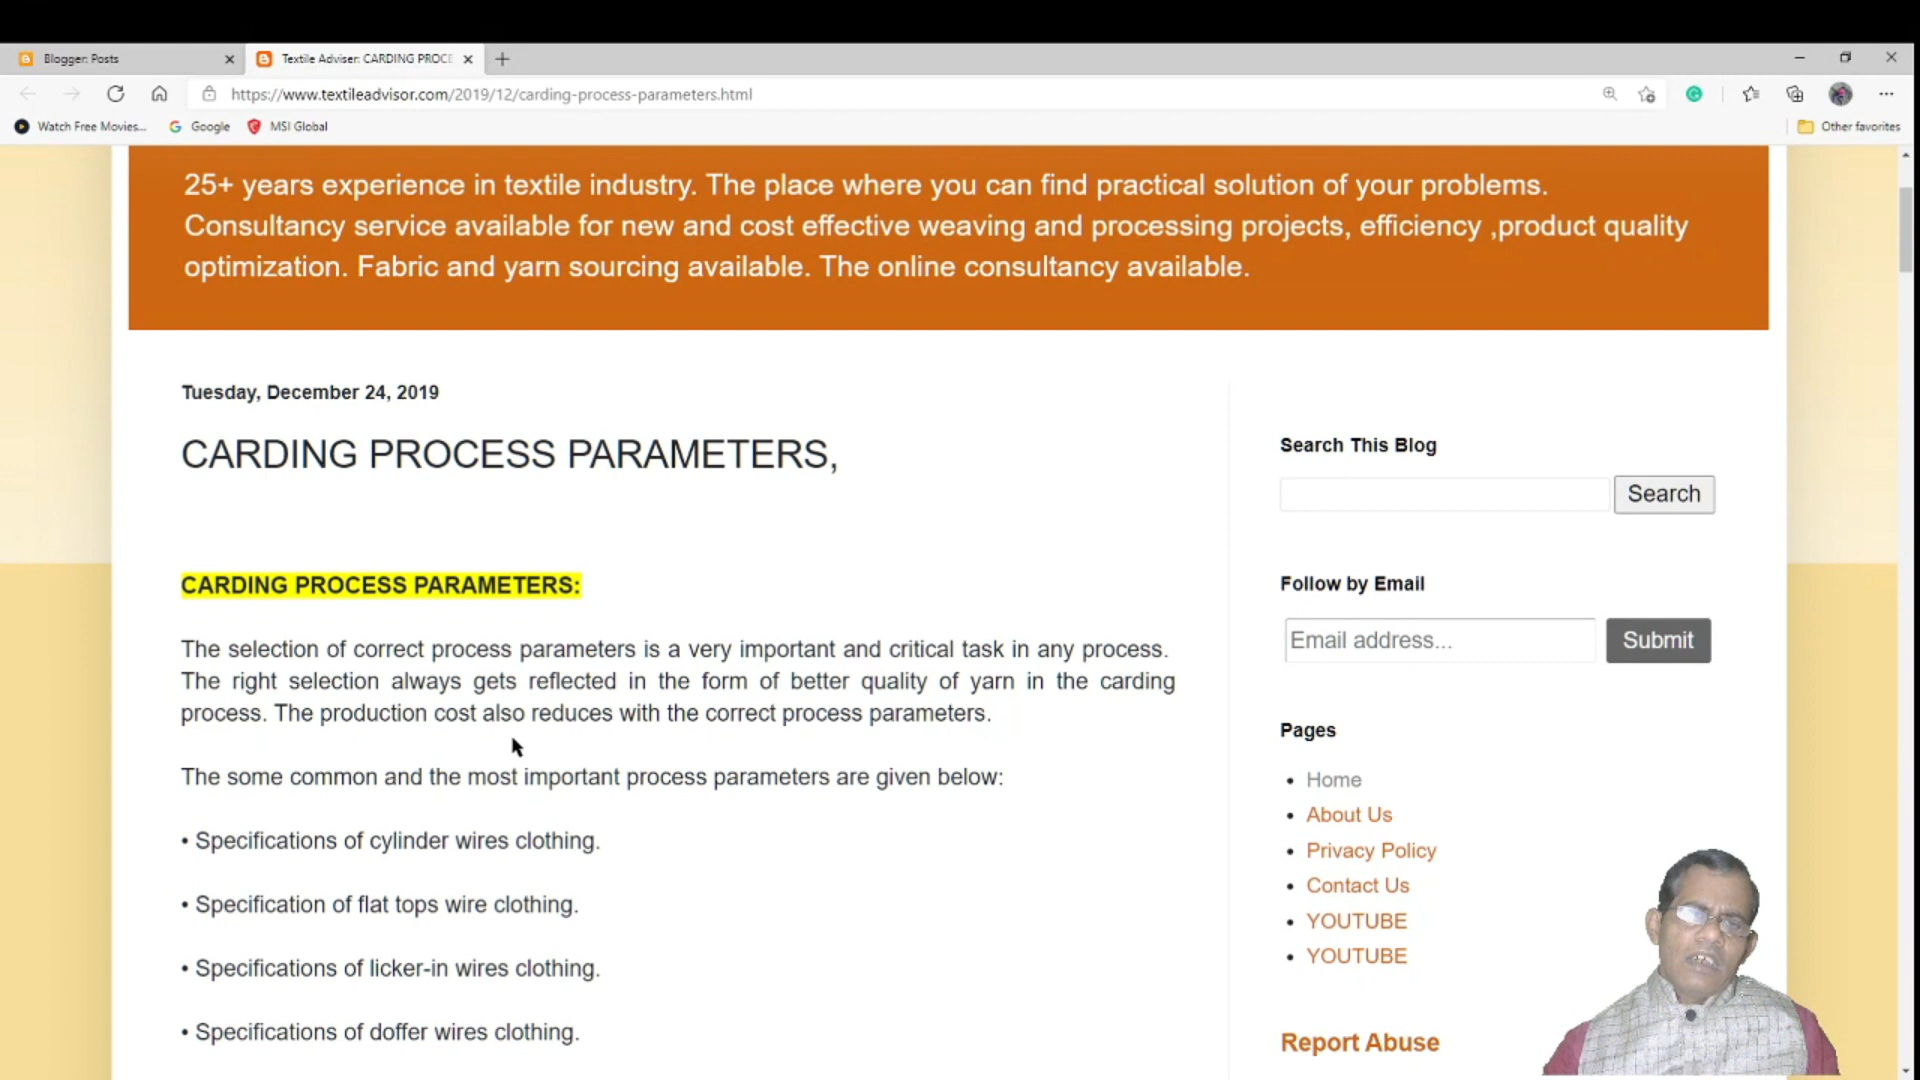 Blogger: Posts
Textile Adviser: CARDING PROCE
https://www.textileadvisor.com/2019/12/carding-process-parameters.html
Watch Free Movies...
Google
MSI Global
Other favorites
25+ years experience in textile industry. The place where you can find practical solution of your problems.
Consultancy service available for new and cost effective weaving and processing projects, efficiency ,product quality
optimization. Fabric and yarn sourcing available. The online consultancy available.
Tuesday, December 24, 2019
CARDING PROCESS PARAMETERS,
CARDING PROCESS PARAMETERS:
The selection of correct process parameters is a very important and critical task in any process.
The right selection always gets reflected in the form of better quality of yarn in the carding
process. The production cost also reduces with the correct process parameters.
The some common and the most important process parameters are given below:
• Specifications of cylinder wires clothing.
• Specification of flat tops wire clothing.
• Specifications of licker-in wires clothing.
• Specifications of doffer wires clothing.
Search This Blog
Search
Follow by Email
Email address...
Submit
Pages
• Home
• About Us
• Privacy Policy
• Contact Us
• YOUTUBE
• YOUTUBE
Report Abuse